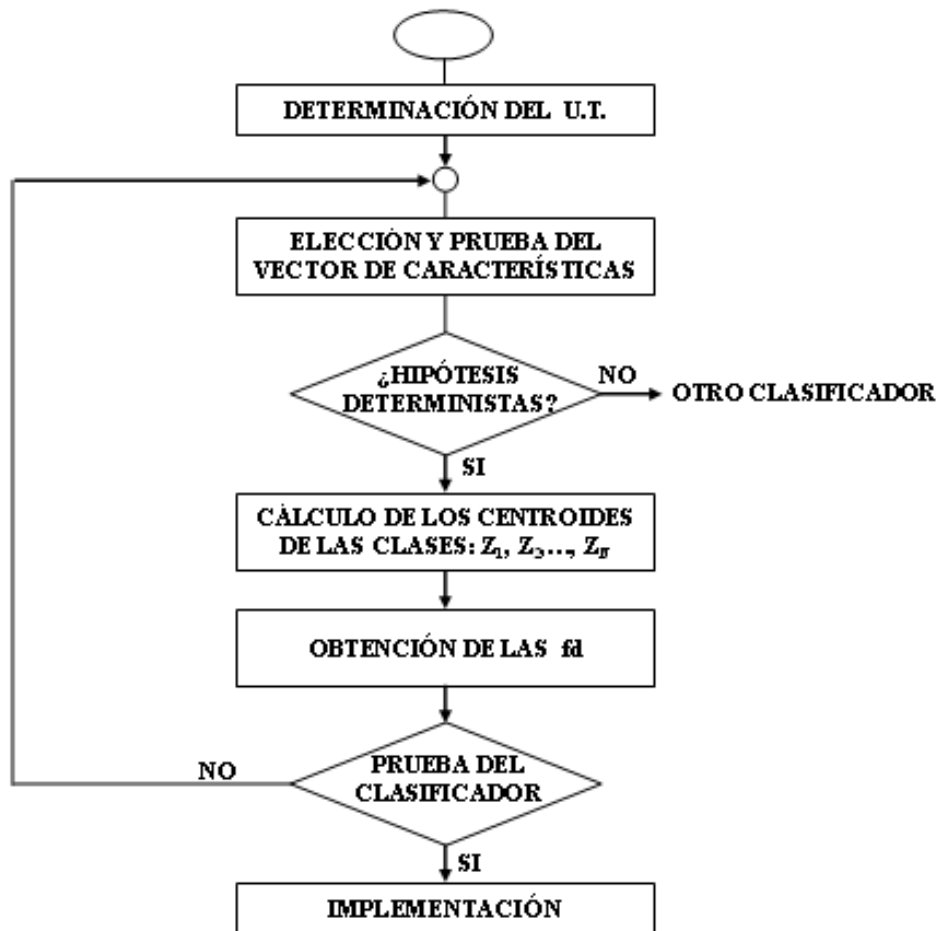 DETERMINACIÓN DEL U.T.
ELECCIÓN Y PRUEBA DEL
VECTOR DE CARACTERÍSTICAS
¿HIPÓTESIS
DETERMINISTAS?
NO
OTRO CLASIFICADOR
SI
CÁLCULO DE LOS CENTROIDES
DE LAS CLASES: Z₁, Z₂..., Z_N
OBTENCIÓN DE LAS fd
PRUEBA DEL
CLASIFICADOR
NO
SI
IMPLEMENTACIÓN